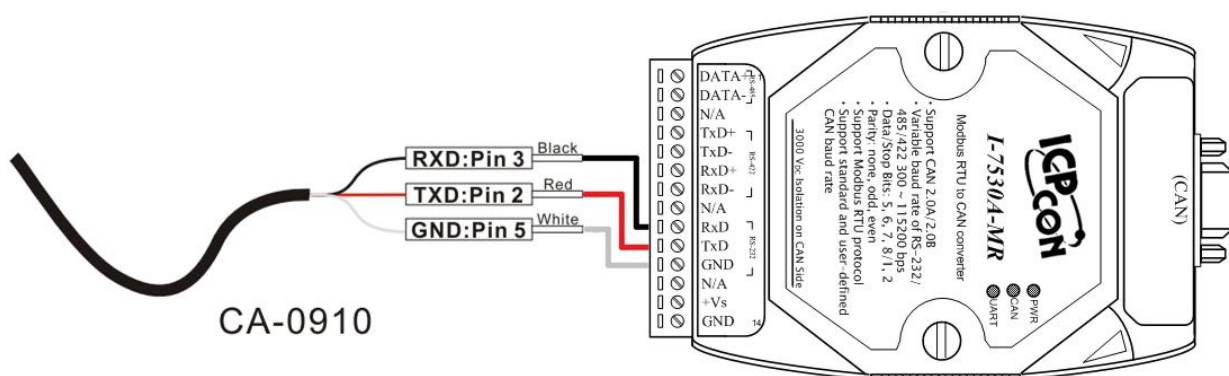 RXD:Pin 3
Black
TXD:Pin 2
Red
GND:Pin 5
White
CA-0910
DATA+ 1
DATA-
N/A
TxD+
TxD-
RxD+
RxD-
N/A
RxD
TxD
GND
N/A
+Vs
GND 14
RS-485
RS-422
RS-232
ICP CON
I-7530A-MR
Modbus RTU to CAN converter
• Support CAN 2.0A/2.0B
• Variable baud rate of RS-232/
485/422 300 ~ 115200 bps
• Data/Stop Bits: 5, 6, 7, 8/1, 2
• Parity: none, odd, even
• Support Modbus RTU protocol
• Support standard and user-defined
CAN baud rate
3000 VDC Isolation on CAN Side
PWR
CAN
UART
(CAN)